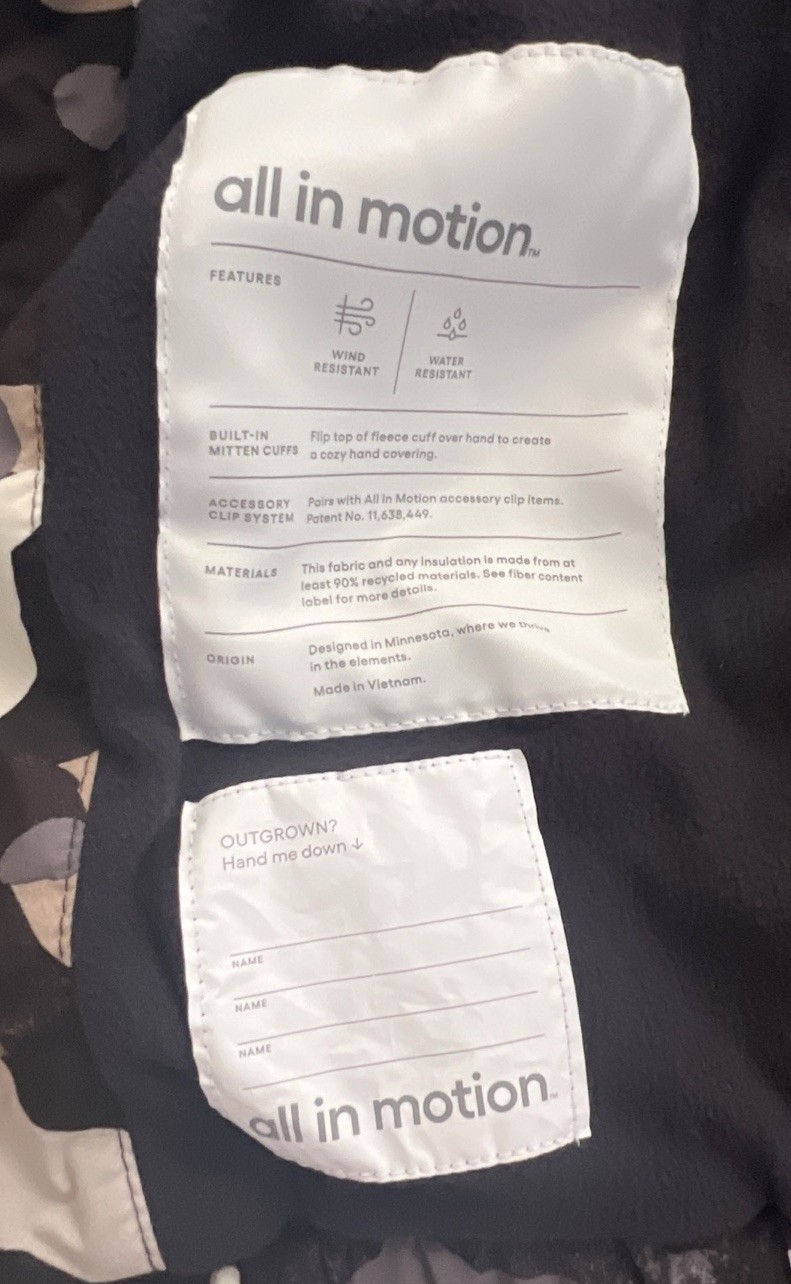 all in motion™
FEATURES
WIND
RESISTANT
WATER
RESISTANT
BUILT-IN
MITTEN CUFFS
Flip top of fleece cuff over hand to create
a cozy hand covering.
ACCESSORY
CLIP SYSTEM
Pairs with All in Motion accessory clip items.
Patent No. 11,638,449.
MATERIALS
This fabric and any insulation is made from at
least 90% recycled materials. See fiber content
label for more details.
ORIGIN
Designed in Minnesota, where we thrive
in the elements.
Made in Vietnam.
OUTGROWN?
Hand me down ↓
NAME
NAME
NAME
all in motion™